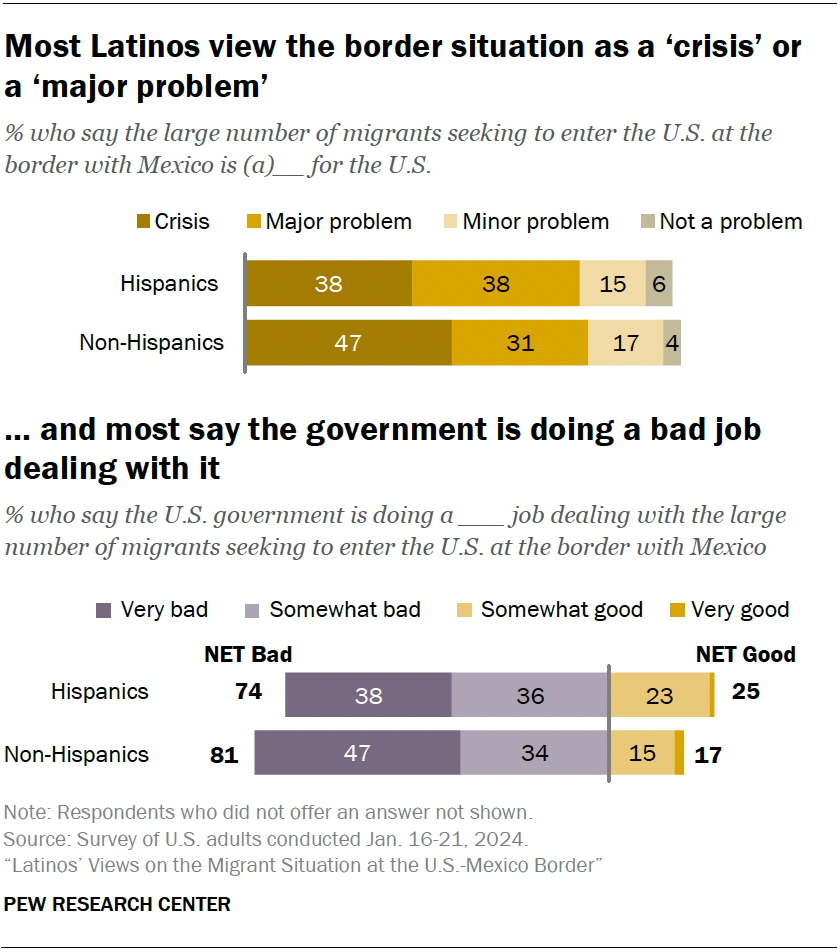 Most Latinos view the border situation as a ‘crisis’ or
a ‘major problem’
% who say the large number of migrants seeking to enter the U.S. at the
border with Mexico is (a)__ for the U.S.
Crisis Major problem Minor problem Not a problem
Hispanics 38 38 15 6
Non-Hispanics 47 31 17 4
... and most say the government is doing a bad job
dealing with it
% who say the U.S. government is doing a ___ job dealing with the large
number of migrants seeking to enter the U.S. at the border with Mexico
Very bad Somewhat bad Somewhat good Very good
NET Bad NET Good
Hispanics 74 38 36 23 25
Non-Hispanics 81 47 34 15 17
Note: Respondents who did not offer an answer not shown.
Source: Survey of U.S. adults conducted Jan. 16-21, 2024.
“Latinos’ Views on the Migrant Situation at the U.S.-Mexico Border”
PEW RESEARCH CENTER